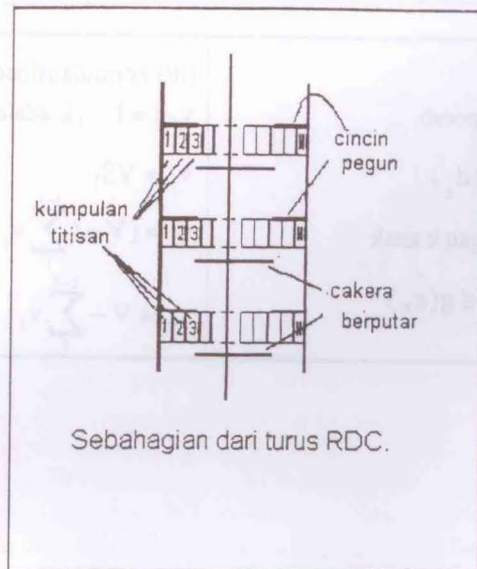 1 2 3
M
cincin
pegun
kumpulan
titisan
1 2 3
M
cakera
berputar
1 2 3
M
Sebahagian dari turus RDC.